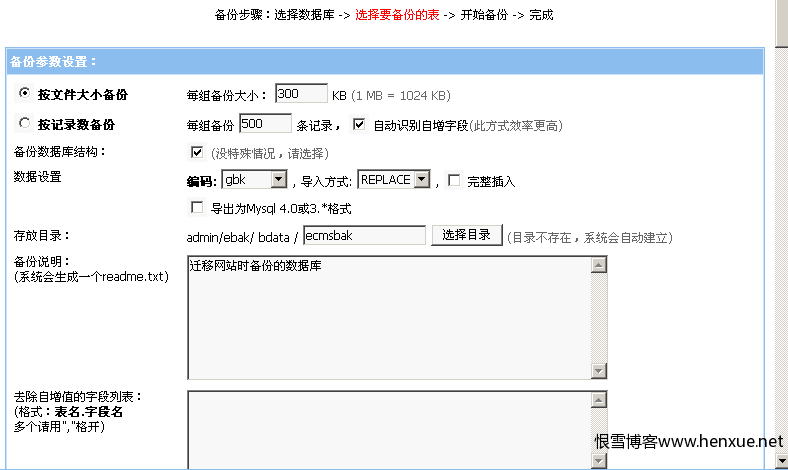 备份步骤：选择数据库 -> 选择要备份的表 -> 开始备份 -> 完成
备份参数设置：
按文件大小备份 每组备份大小： 300 KB (1 MB = 1024 KB)
按记录数备份 每组备份 500 条记录， 自动识别自增字段(此方式效率更高)
备份数据库结构： (没特殊情况，请选择)
数据设置 编码: gbk , 导入方式: REPLACE , 完整插入
导出为Mysql 4.0或3.*格式
存放目录： admin/ebak/ bdata / ecmsbak 选择目录 (目录不存在，系统会自动建立)
备份说明：
(系统会生成一个readme.txt)
迁移网站时备份的数据库
去除自增值的字段列表：
(格式：表名.字段名
多个请用","格开)
恨雪博客www.henxue.net